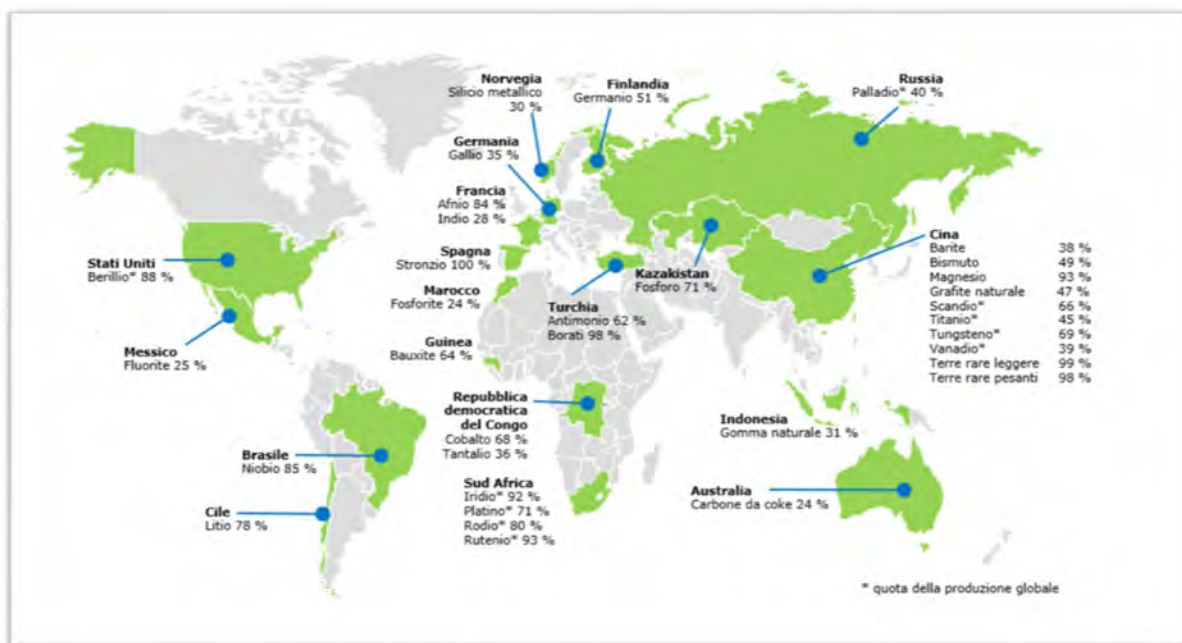 Norvegia
Silicio metallico
30 %
Finlandia
Germanio 51 %
Russia
Palladio* 40 %
Germania
Gallio 35 %
Francia
Afnio 84 %
Indio 28 %
Spagna
Stronzio 100 %
Marocco
Fosforite 24 %
Stati Uniti
Berillio* 88 %
Messico
Fluorite 25 %
Kazakistan
Fosforo 71 %
Turchia
Antimonio 62 %
Borati 98 %
Cina
Barite 38 %
Bismuto 49 %
Magnesio 93 %
Grafite naturale 47 %
Scandio* 66 %
Titanio* 45 %
Tungsteno* 69 %
Vanadio* 39 %
Terre rare leggere 99 %
Terre rare pesanti 98 %
Guinea
Bauxite 64 %
Repubblica
democratica
del Congo
Cobalto 68 %
Tantalio 36 %
Indonesia
Gomma naturale 31 %
Brasile
Niobio 85 %
Sud Africa
Iridio* 92 %
Platino* 71 %
Rodio* 80 %
Rutenio* 93 %
Australia
Carbone da coke 24 %
Cile
Litio 78 %
* quota della produzione globale